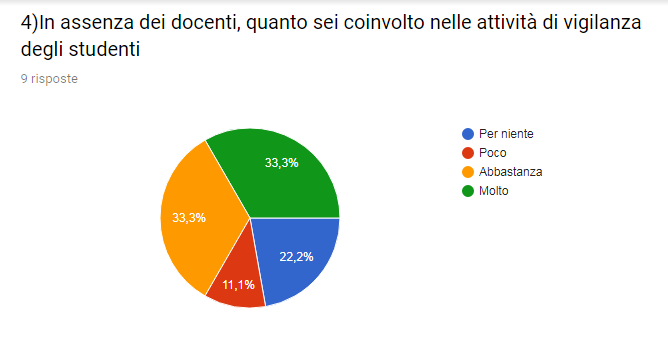 4)In assenza dei docenti, quanto sei coinvolto nelle attività di vigilanza
degli studenti
9 risposte
Per niente
Poco
Abbastanza
Molto
33,3%
33,3%
22,2%
11,1%